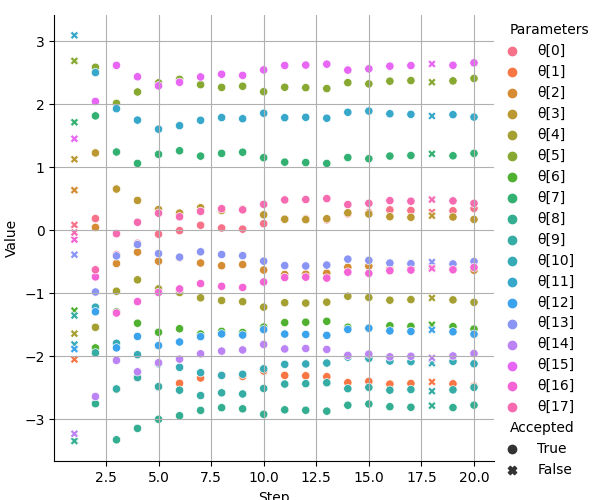 3
2
1
0
−1
−2
−3
Value
2.5
5.0
7.5
10.0
12.5
15.0
17.5
20.0
Step
Parameters
θ[0]
θ[1]
θ[2]
θ[3]
θ[4]
θ[5]
θ[6]
θ[7]
θ[8]
θ[9]
θ[10]
θ[11]
θ[12]
θ[13]
θ[14]
θ[15]
θ[16]
θ[17]
Accepted
True
False